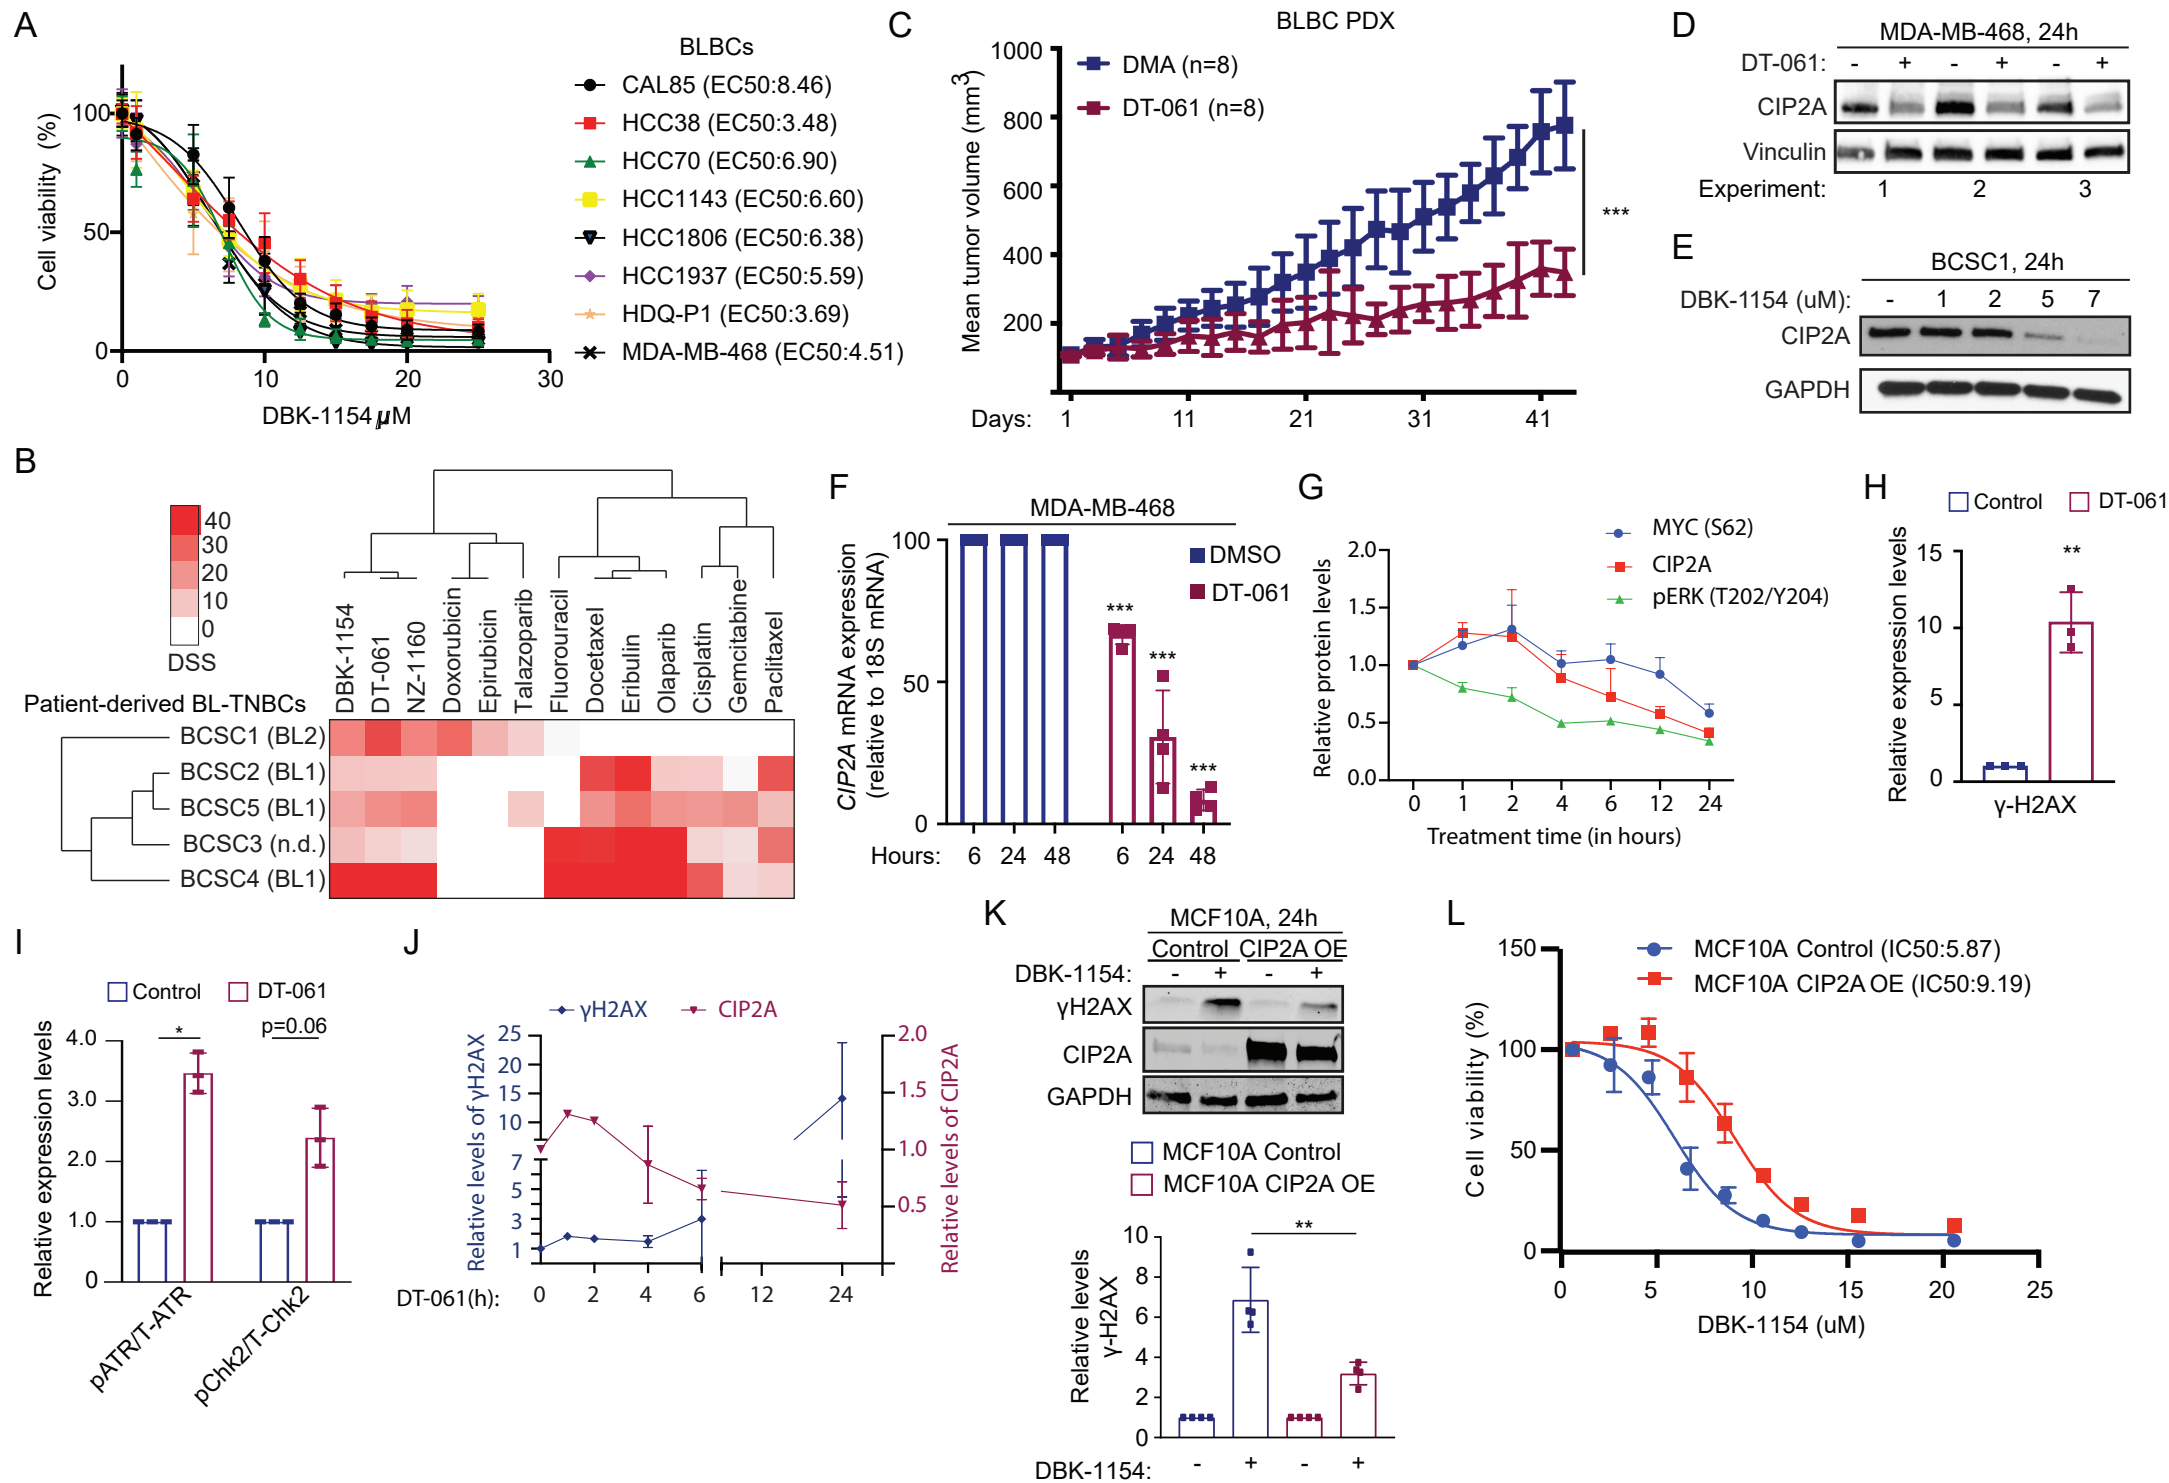 A
BLBCs
CAL85 (EC50:8.46)
HCC38 (EC50:3.48)
HCC70 (EC50:6.90)
HCC1143 (EC50:6.60)
HCC1806 (EC50:6.38)
HCC1937 (EC50:5.59)
HDQ-P1 (EC50:3.69)
MDA-MB-468 (EC50:4.51)
Cell viability (%)
100
50
0
0 10 20 30
DBK-1154 μM
C
BLBC PDX
DMA (n=8)
DT-061 (n=8)
Mean tumor volume (mm3)
1000
800
600
400
200
***
Days: 1 11 21 31 41
D
MDA-MB-468, 24h
DT-061: - + - + - +
CIP2A
Vinculin
Experiment: 1 2 3
E
BCSC1, 24h
DBK-1154 (uM): - 1 2 5 7
CIP2A
GAPDH
B
40
30
20
10
0
DSS
DBK-1154
DT-061
NZ-1160
Doxorubicin
Epirubicin
Talazoparib
Fluorouracil
Docetaxel
Eribulin
Olaparib
Cisplatin
Gemcitabine
Paclitaxel
Patient-derived BL-TNBCs
BCSC1 (BL2)
BCSC2 (BL1)
BCSC5 (BL1)
BCSC3 (n.d.)
BCSC4 (BL1)
F
MDA-MB-468
DMSO
DT-061
CIP2A mRNA expression
(relative to 18S mRNA)
100
50
0
***
***
***
Hours: 6 24 48 6 24 48
G
MYC (S62)
CIP2A
pERK (T202/Y204)
Relative protein levels
2.0
1.5
1.0
0.5
0.0
0 1 2 4 6 12 24
Treatment time (in hours)
H
Control DT-061
Relative expression levels
15
10
5
0
**
γ-H2AX
I
Control DT-061
Relative expression levels
4.0
3.0
2.0
1.0
0
*
p=0.06
pATR/T-ATR
pChk2/T-Chk2
J
γH2AX CIP2A
Relative levels of γH2AX
25
20
15
10
7
5
3
1
2.0
1.5
1.0
0.5
Relative levels of CIP2A
DT-061(h): 0 2 4 6 12 24
K
MCF10A, 24h
Control CIP2A OE
DBK-1154: - + - +
γH2AX
CIP2A
GAPDH
MCF10A Control
MCF10A CIP2A OE
Relative levels
γ-H2AX
10
8
6
4
2
0
**
DBK-1154: - + - +
L
MCF10A Control (IC50:5.87)
MCF10A CIP2A OE (IC50:9.19)
Cell viability (%)
150
100
50
0
0 5 10 15 20 25
DBK-1154 (uM)